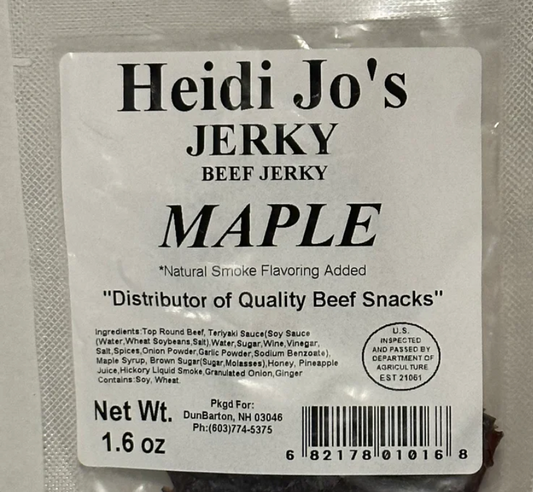 Heidi Jo's
JERKY
BEEF JERKY
MAPLE
*Natural Smoke Flavoring Added
"Distributor of Quality Beef Snacks"
Ingredients:Top Round Beef, Teriyaki Sauce(Soy Sauce
(Water,Wheat Soybeans,Salt),Water,Sugar,Wine,Vinegar,
Salt,Spices,Onion Powder,Garlic Powder,Sodium Benzoate),
Maple Syrup, Brown Sugar(Sugar,Molasses),Honey, Pineapple
Juice,Hickory Liquid Smoke,Granulated Onion,Ginger
Contains:Soy, Wheat.
U.S.
INSPECTED
AND PASSED BY
DEPARTMENT OF
AGRICULTURE
EST 21061
Net Wt.
1.6 oz
Pkgd For:
DunBarton, NH 03046
Ph:(603)774-5375
6 82178 01016 8